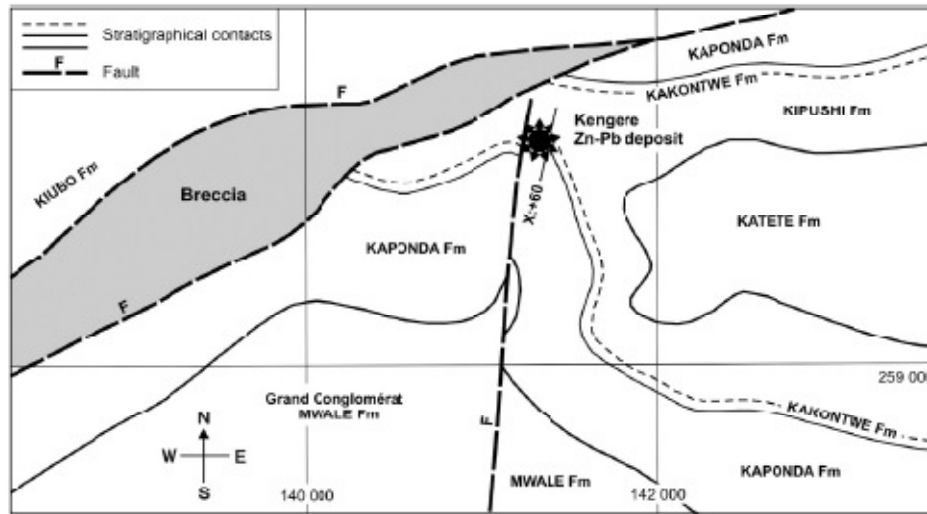 Stratigraphical contacts
F
Fault
KAPONDA Fm
KAKONTWE Fm
KIPUSHI Fm
F
Kengere
Zn-Pb deposit
KIUBO Fm
Breccia
X:+60
KATETE Fm
KAPONDA Fm
F
259 000
Grand Conglomérat
MWALE Fm
F
KAKONTWE Fm
N
W E
S
KAPONDA Fm
MWALE Fm
140 000
142 000